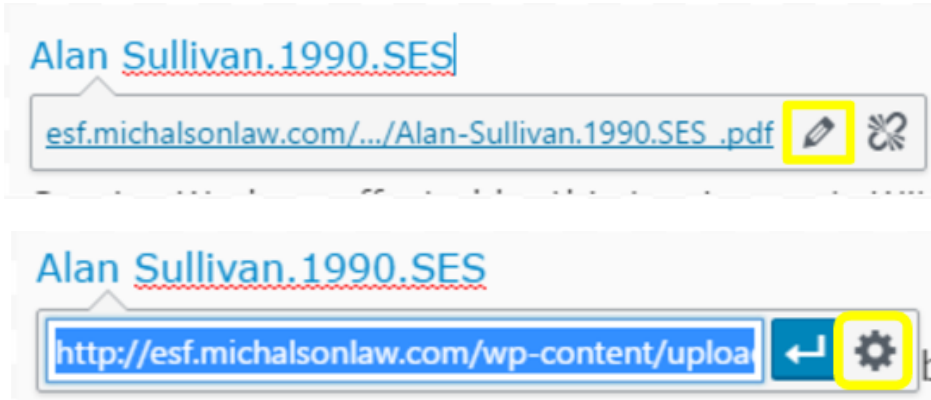 Alan Sullivan.1990.SES
esf.michalsonlaw.com/.../Alan-Sullivan.1990.SES_.pdf
Alan Sullivan.1990.SES
http://esf.michalsonlaw.com/wp-content/uploa